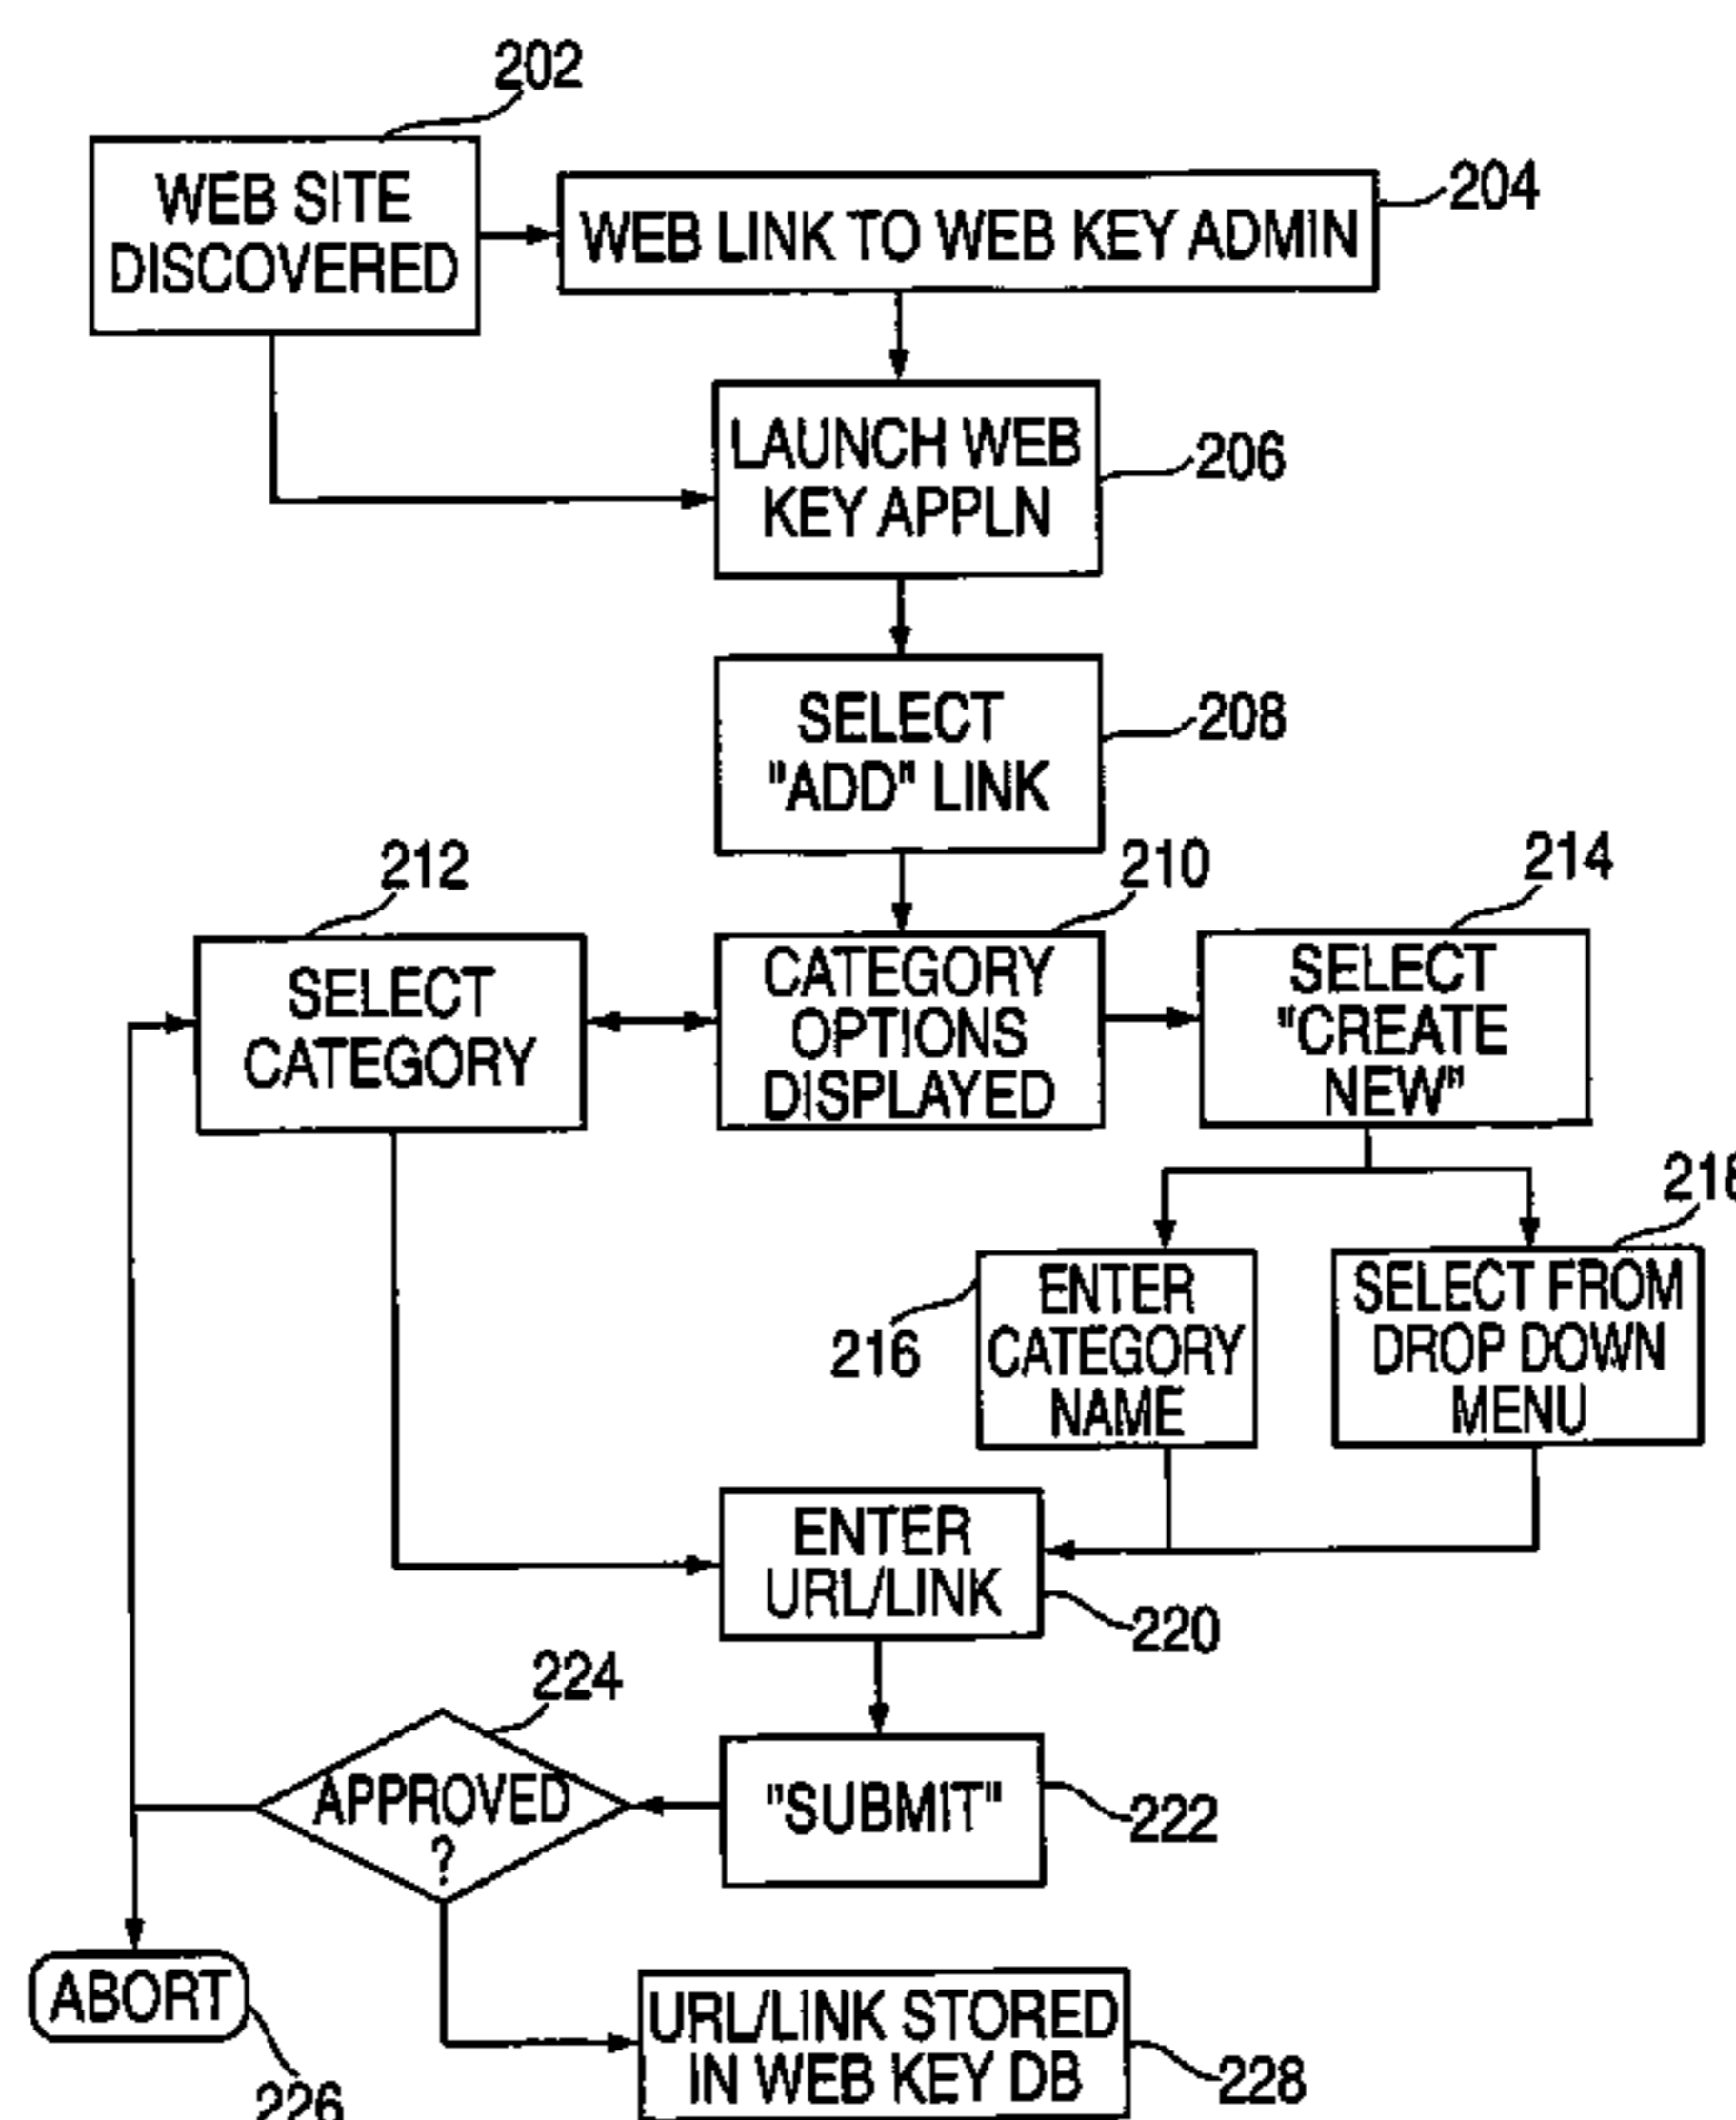 202
WEB SITE
DISCOVERED
WEB LINK TO WEB KEY ADMIN
204
LAUNCH WEB
KEY APPLN
206
SELECT
"ADD" LINK
208
212
210
214
SELECT
CATEGORY
CATEGORY
OPTIONS
DISPLAYED
SELECT
"CREATE
NEW"
218
216
ENTER
CATEGORY
NAME
SELECT FROM
DROP DOWN
MENU
ENTER
URL/LINK
220
224
APPROVED
?
"SUBMIT"
222
ABORT
226
URL/LINK STORED
IN WEB KEY DB
228